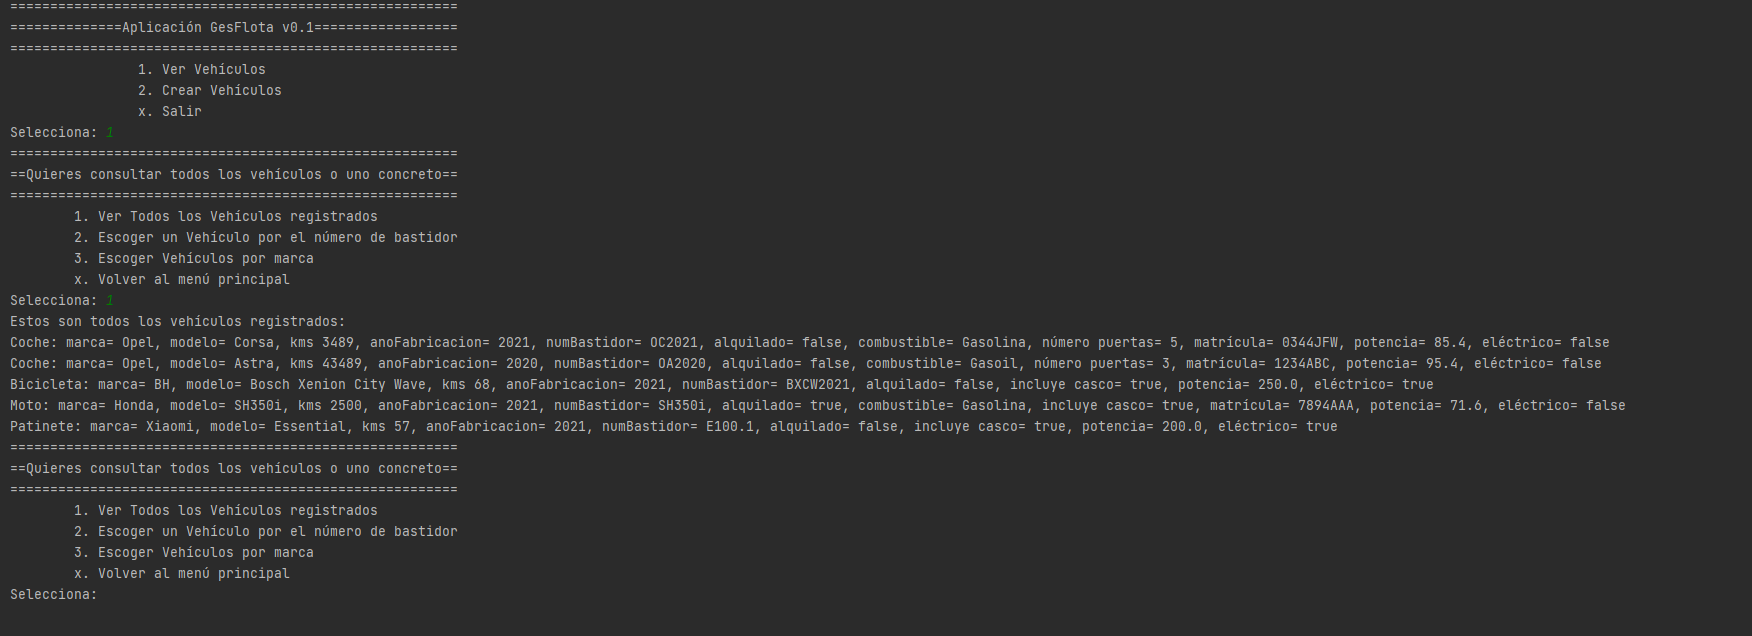 ========================================================
==============Aplicación GesFlota v0.1==================
========================================================
                1. Ver Vehículos
                2. Crear Vehículos
                x. Salir
Selecciona: 1
========================================================
==Quieres consultar todos los vehículos o uno concreto==
========================================================
        1. Ver Todos los Vehículos registrados
        2. Escoger un Vehículo por el número de bastidor
        3. Escoger Vehículos por marca
        x. Volver al menú principal
Selecciona: 1
Estos son todos los vehículos registrados:
Coche: marca= Opel, modelo= Corsa, kms 3489, anoFabricacion= 2021, numBastidor= OC2021, alquilado= false, combustible= Gasolina, número puertas= 5, matrícula= 0344JFW, potencia= 85.4, eléctrico= false
Coche: marca= Opel, modelo= Astra, kms 43489, anoFabricacion= 2020, numBastidor= OA2020, alquilado= false, combustible= Gasoil, número puertas= 3, matrícula= 1234ABC, potencia= 95.4, eléctrico= false
Bicicleta: marca= BH, modelo= Bosch Xenion City Wave, kms 68, anoFabricacion= 2021, numBastidor= BXCW2021, alquilado= false, incluye casco= true, potencia= 250.0, eléctrico= true
Moto: marca= Honda, modelo= SH350i, kms 2500, anoFabricacion= 2021, numBastidor= SH350i, alquilado= true, combustible= Gasolina, incluye casco= true, matrícula= 7894AAA, potencia= 71.6, eléctrico= false
Patinete: marca= Xiaomi, modelo= Essential, kms 57, anoFabricacion= 2021, numBastidor= E100.1, alquilado= false, incluye casco= true, potencia= 200.0, eléctrico= true
========================================================
==Quieres consultar todos los vehículos o uno concreto==
========================================================
        1. Ver Todos los Vehículos registrados
        2. Escoger un Vehículo por el número de bastidor
        3. Escoger Vehículos por marca
        x. Volver al menú principal
Selecciona: